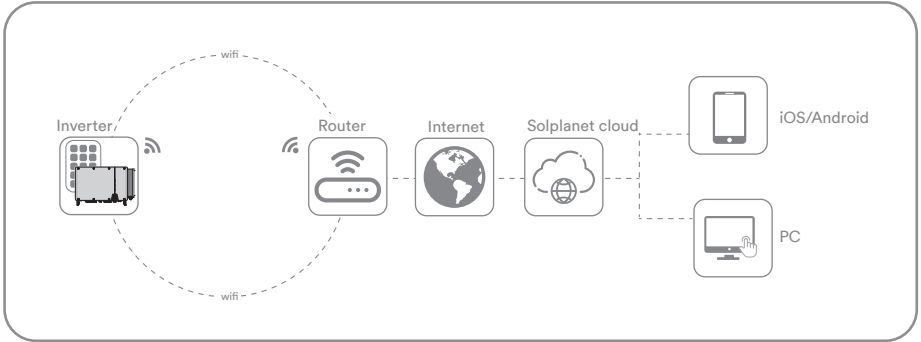 wifi
Inverter
Router
Internet
Solplanet cloud
iOS/Android
PC
wifi